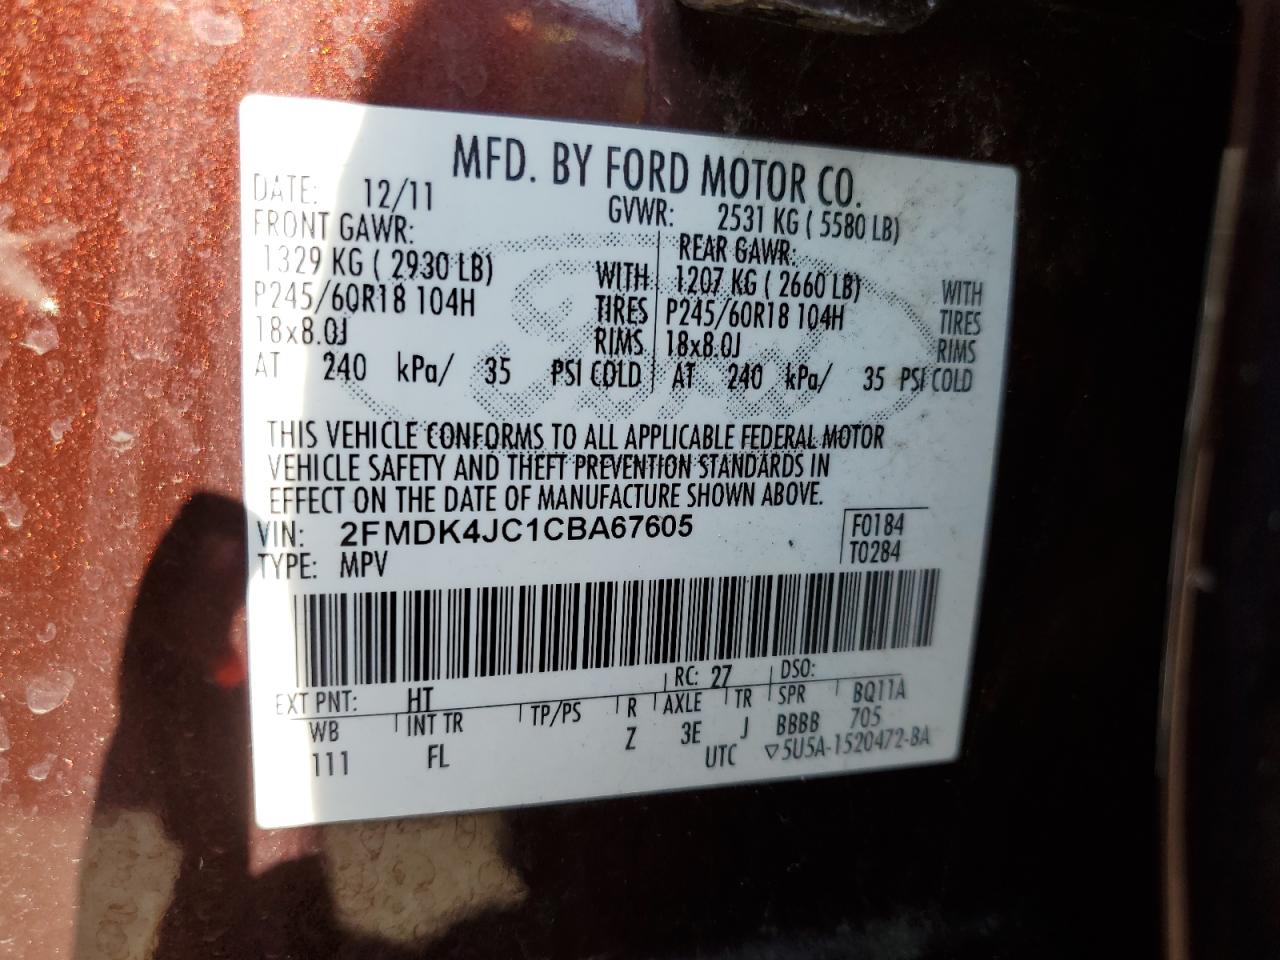 MFD. BY FORD MOTOR CO.
DATE: 12/11 GVWR: 2531 KG ( 5580 LB)
FRONT GAWR: REAR GAWR:
1329 KG ( 2930 LB) WITH 1207 KG ( 2660 LB) WITH
P245/60R18 104H TIRES P245/60R18 104H TIRES
18x8.0J RIMS 18x8.0J RIMS
AT 240 kPa/ 35 PSI COLD AT 240 kPa/ 35 PSI COLD
THIS VEHICLE CONFORMS TO ALL APPLICABLE FEDERAL MOTOR
VEHICLE SAFETY AND THEFT PREVENTION STANDARDS IN
EFFECT ON THE DATE OF MANUFACTURE SHOWN ABOVE.
VIN: 2FMDK4JC1CBA67605 F0184
TYPE: MPV T0284
EXT PNT: HT RC: 27 DSO:
WB INT TR TP/PS R AXLE TR SPR BQ11A
111 FL Z 3E J BBBB 705
UTC ▽5U5A-1520472-BA